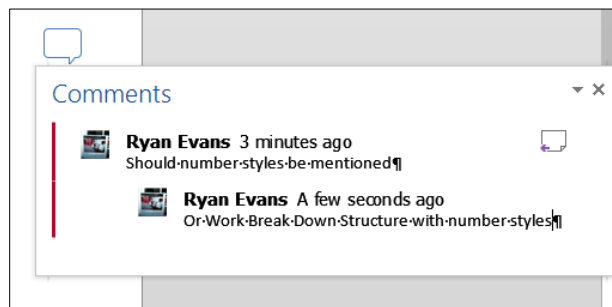 Comments
Ryan Evans 3 minutes ago
Should·number·styles·be·mentioned¶
Ryan Evans A few seconds ago
Or·Work·Break·Down·Structure·with·number·styles¶